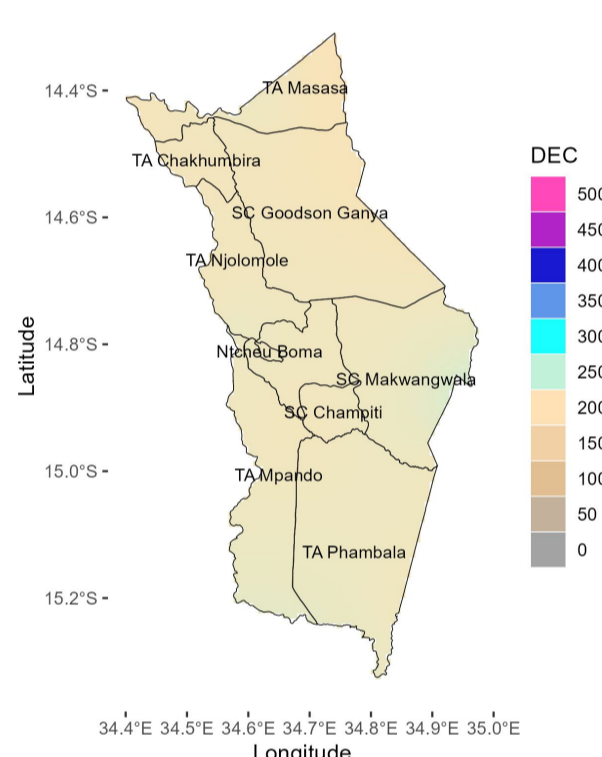 14.4°S
14.6°S
14.8°S
15.0°S
15.2°S
Latitude
TA Masasa
TA Chakhumbira
SC Goodson Ganya
TA Njolomole
Ntcheu Boma
SC Makwangwala
SC Champiti
TA Mpando
TA Phambala
34.4°E 34.5°E 34.6°E 34.7°E 34.8°E 34.9°E 35.0°E
Longitude
DEC
500
450
400
350
300
250
200
150
100
50
0